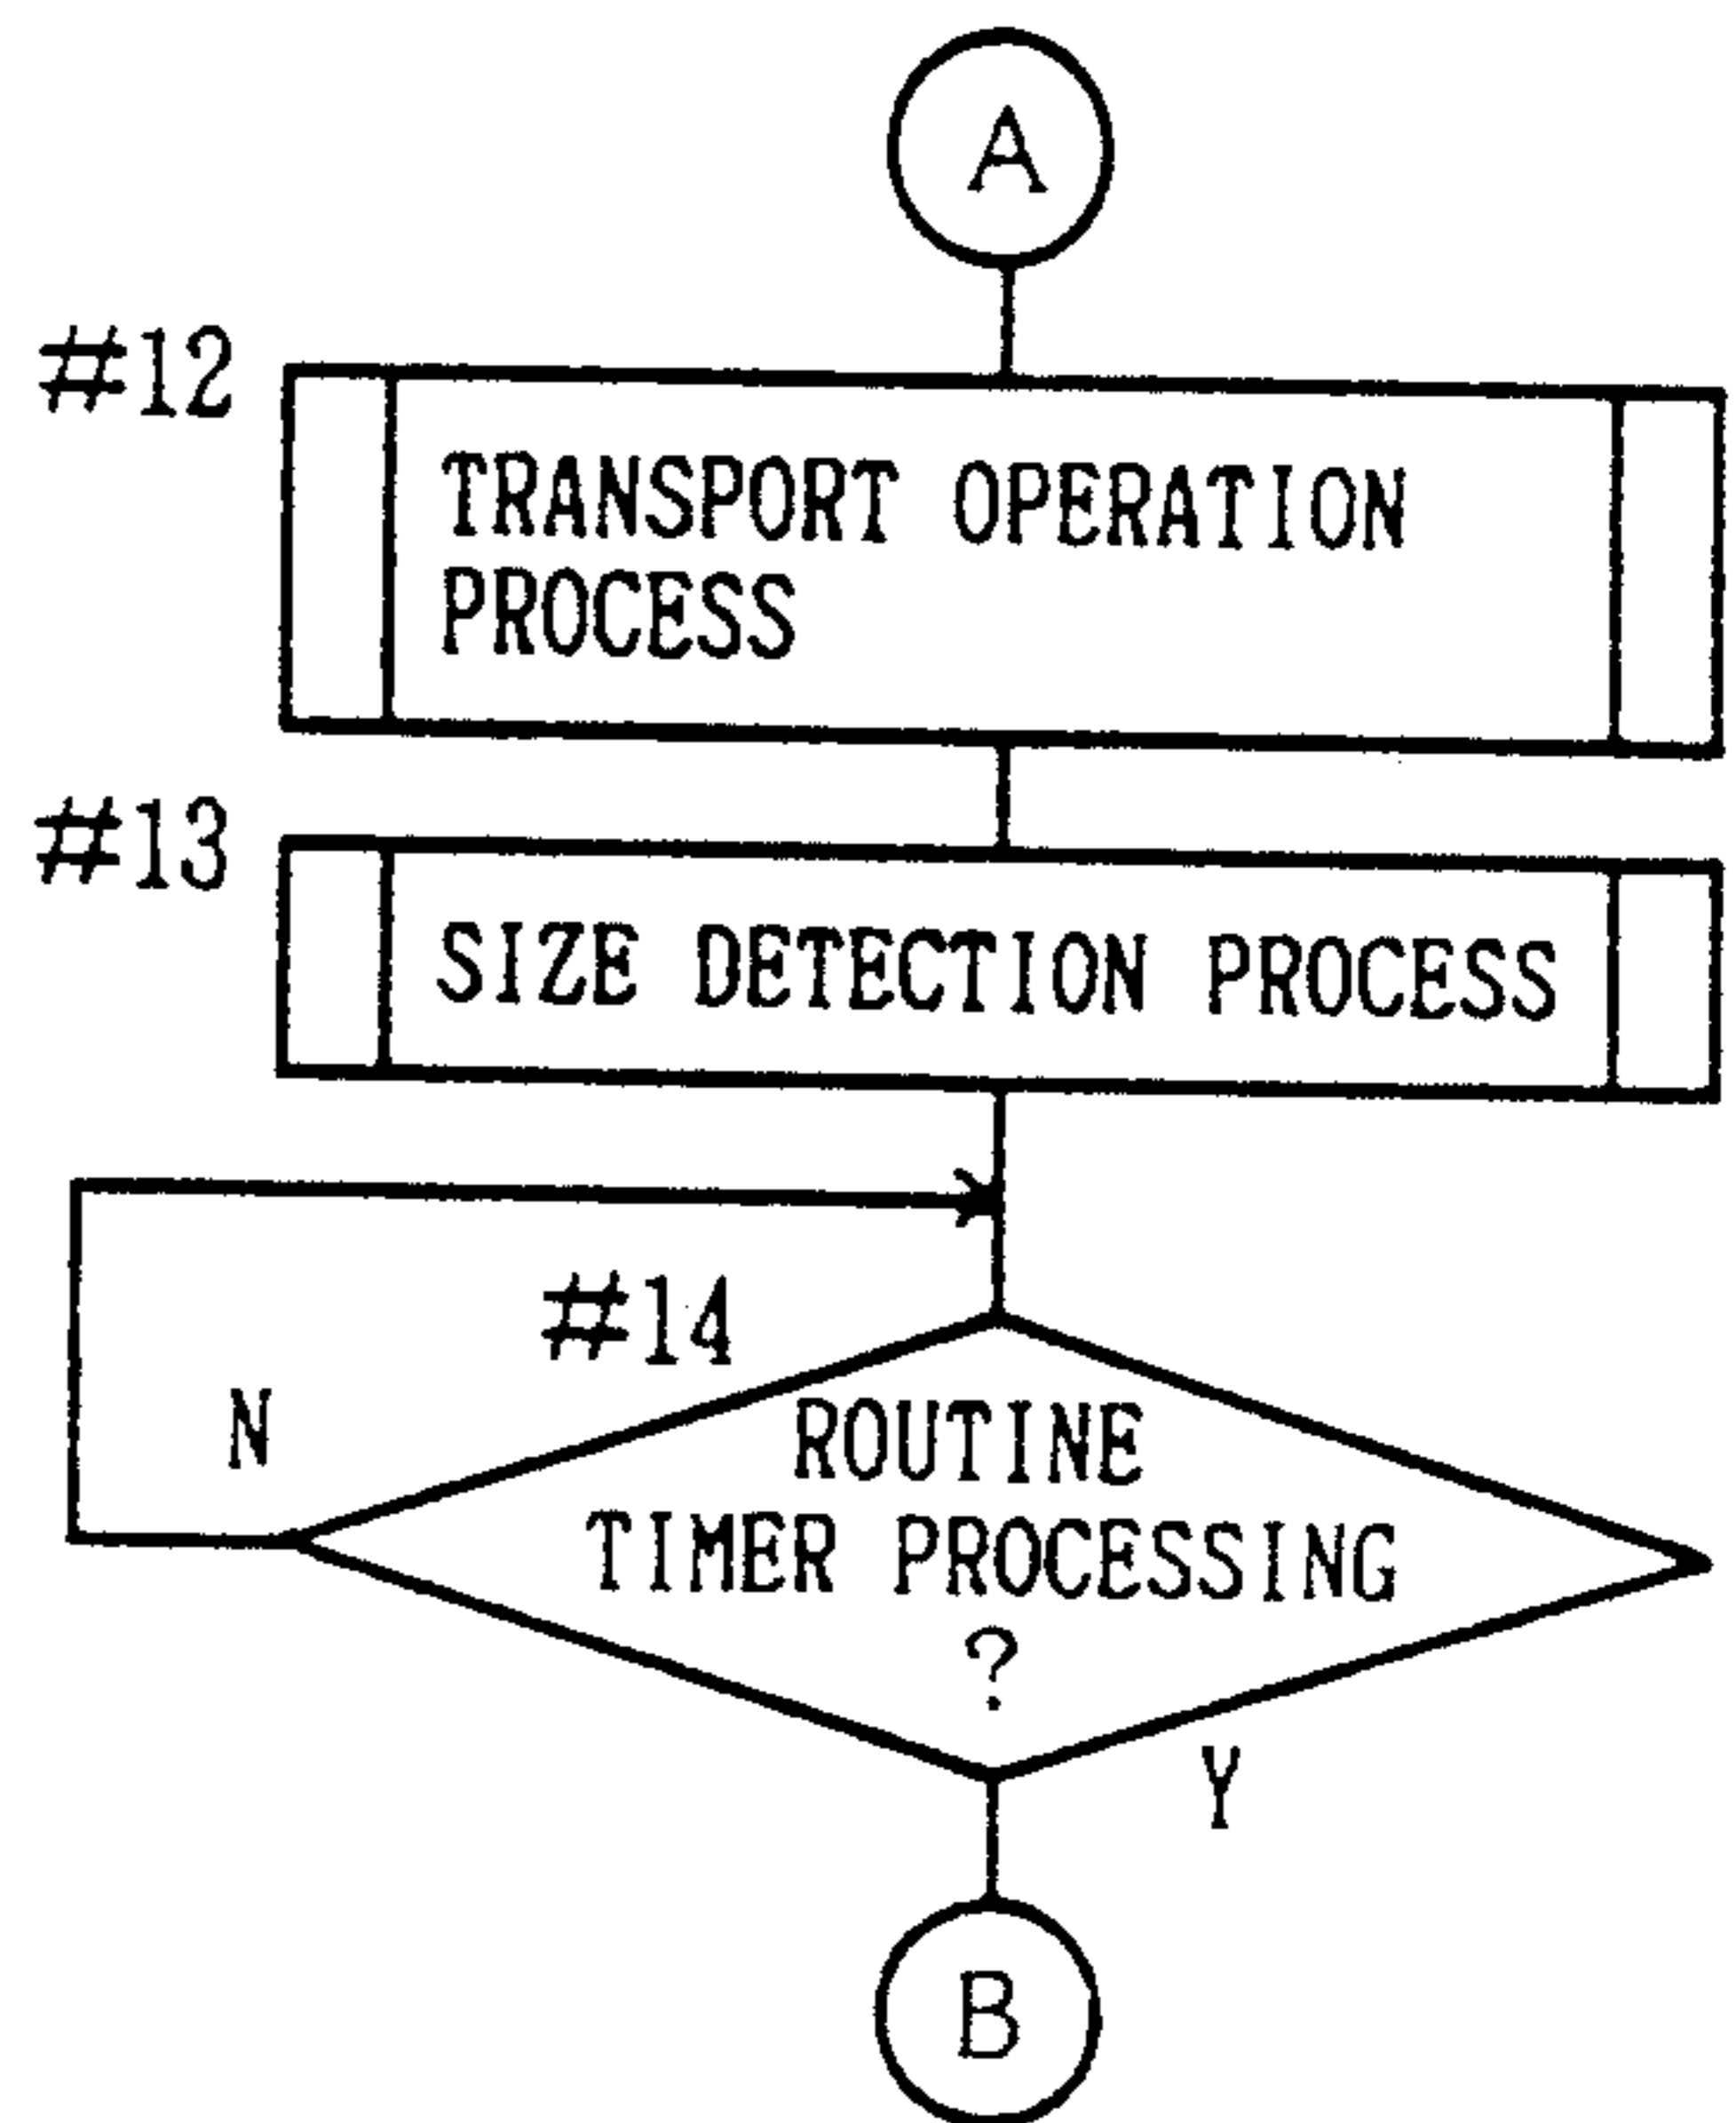 A
#12
TRANSPORT OPERATION
PROCESS
#13
SIZE DETECTION PROCESS
#14
N
ROUTINE
TIMER PROCESSING
?
Y
B